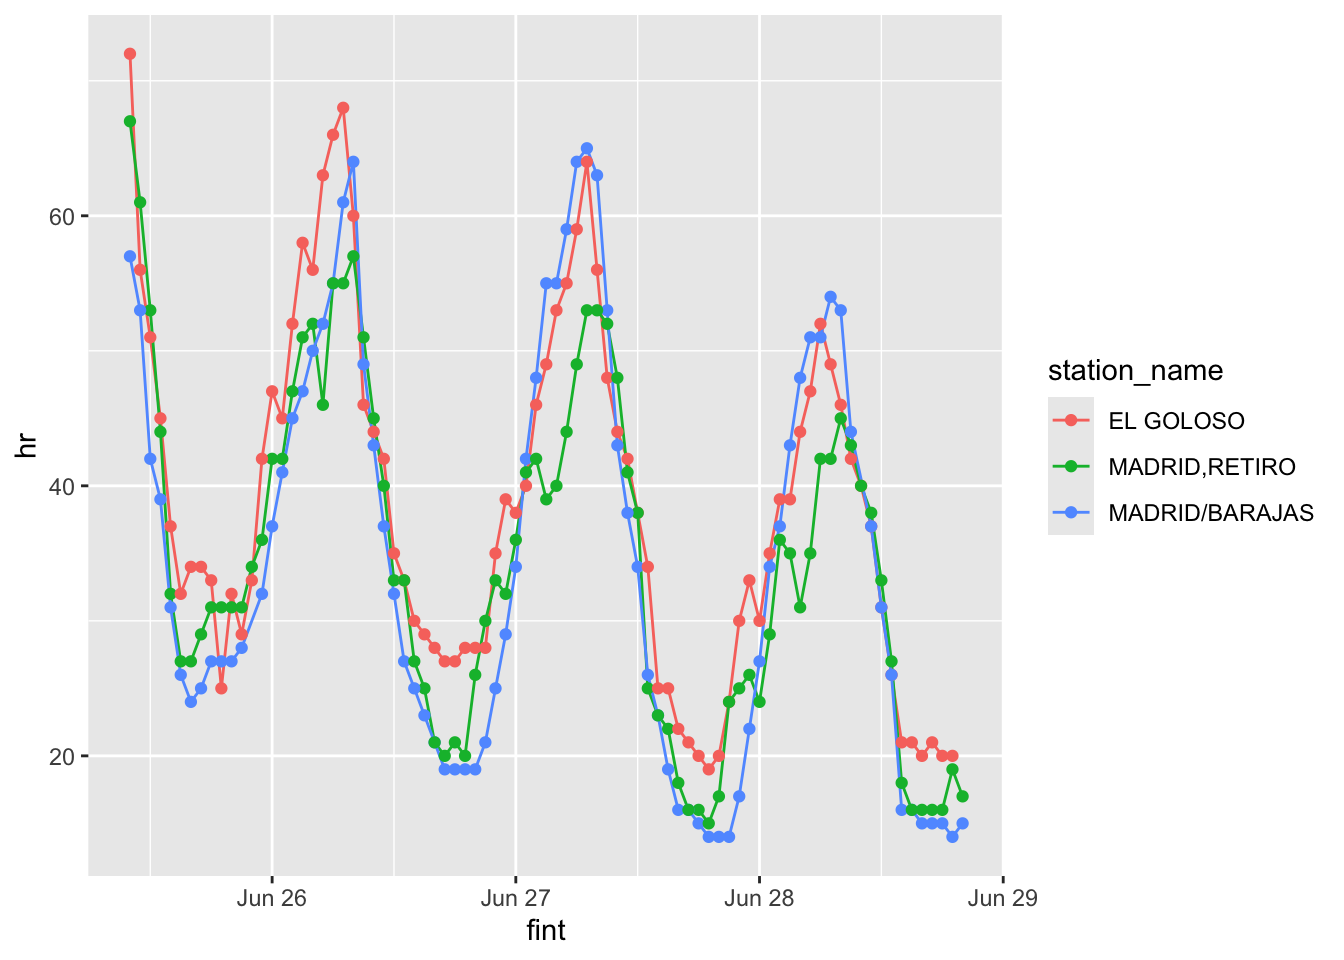 60
40
20
hr
Jun 26
Jun 27
Jun 28
Jun 29
fint
station_name
EL GOLOSO
MADRID,RETIRO
MADRID/BARAJAS